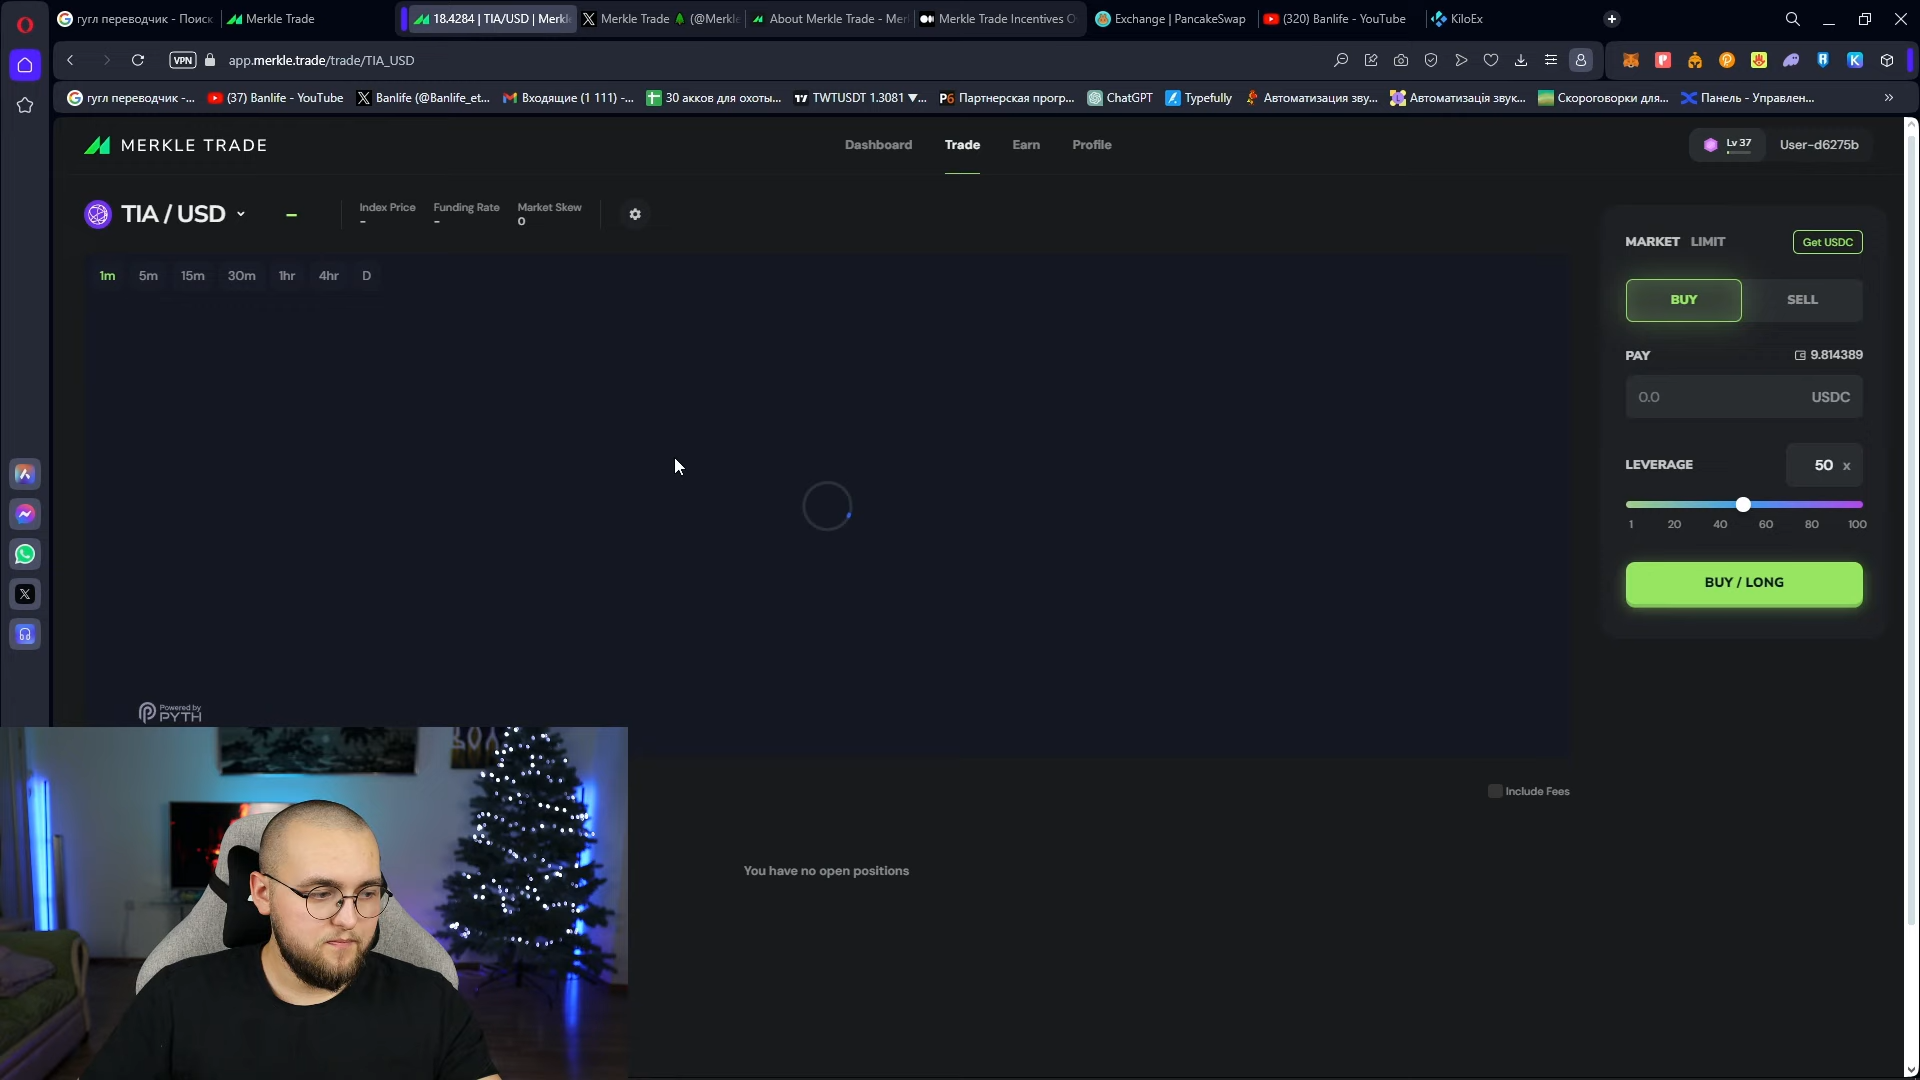 гугл переводчик - Поиск
Merkle Trade
18.4284 | TIA/USD | Merkl
Merkle Trade 🌲 (@Merkle
About Merkle Trade - Mer
Merkle Trade Incentives O
Exchange | PancakeSwap
(320) Banlife - YouTube
KiloEx
VPN
app.merkle.trade/trade/TIA_USD
гугл переводчик -...
(37) Banlife - YouTube
Banlife (@Banlife_et...
Входящие (1 111) -...
30 акков для охоты...
TWTUSDT 1.3081 ▼...
Партнерская прогр...
ChatGPT
Typefully
Автоматизация зву...
Автоматізація звук...
Скороговорки для...
Панель - Управлен...
MERKLE TRADE
Dashboard
Trade
Earn
Profile
Lv 37
User-d6275b
TIA / USD
–
Index Price
-
Funding Rate
-
Market Skew
0
1m
5m
15m
30m
1hr
4hr
D
MARKET
LIMIT
Get USDC
BUY
SELL
PAY
9.814389
0.0
USDC
LEVERAGE
50 x
1
20
40
60
80
100
BUY / LONG
Powered by
PYTH
Include Fees
You have no open positions